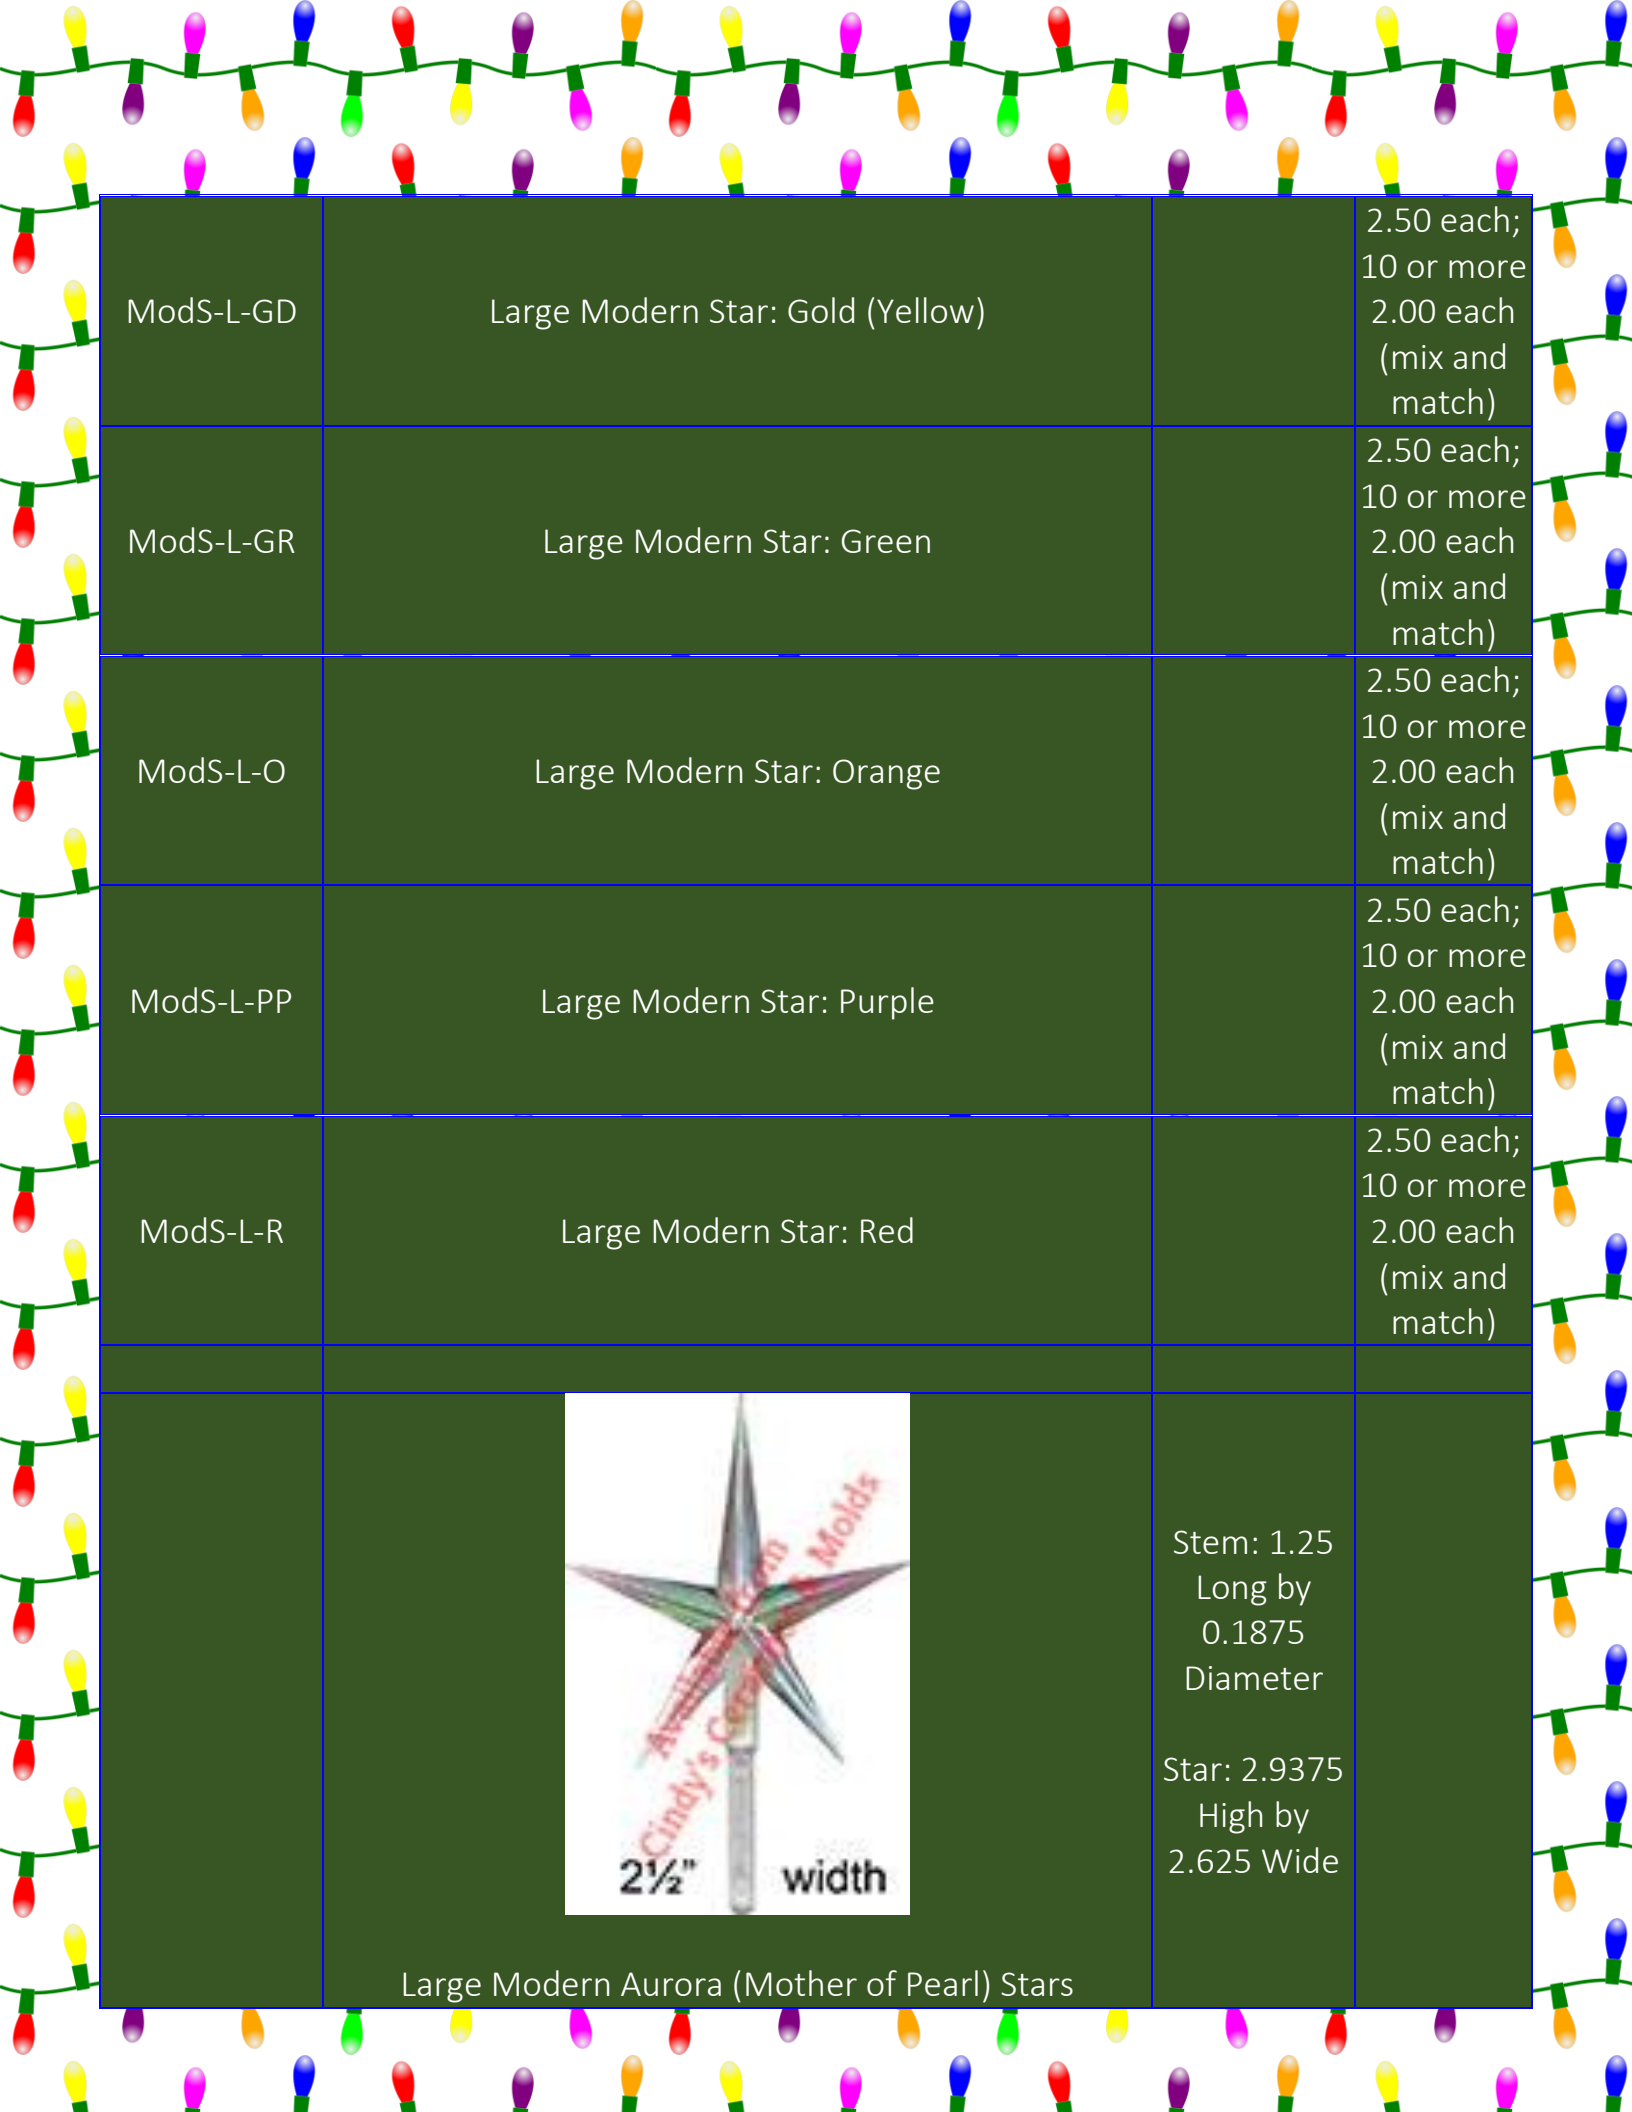 ModS-L-GD
Large Modern Star: Gold (Yellow)
2.50 each;
10 or more
2.00 each
(mix and
match)
ModS-L-GR
Large Modern Star: Green
2.50 each;
10 or more
2.00 each
(mix and
match)
ModS-L-O
Large Modern Star: Orange
2.50 each;
10 or more
2.00 each
(mix and
match)
ModS-L-PP
Large Modern Star: Purple
2.50 each;
10 or more
2.00 each
(mix and
match)
ModS-L-R
Large Modern Star: Red
2.50 each;
10 or more
2.00 each
(mix and
match)
Cindy's Molds
2½" width
Large Modern Aurora (Mother of Pearl) Stars
Stem: 1.25
Long by
0.1875
Diameter
Star: 2.9375
High by
2.625 Wide